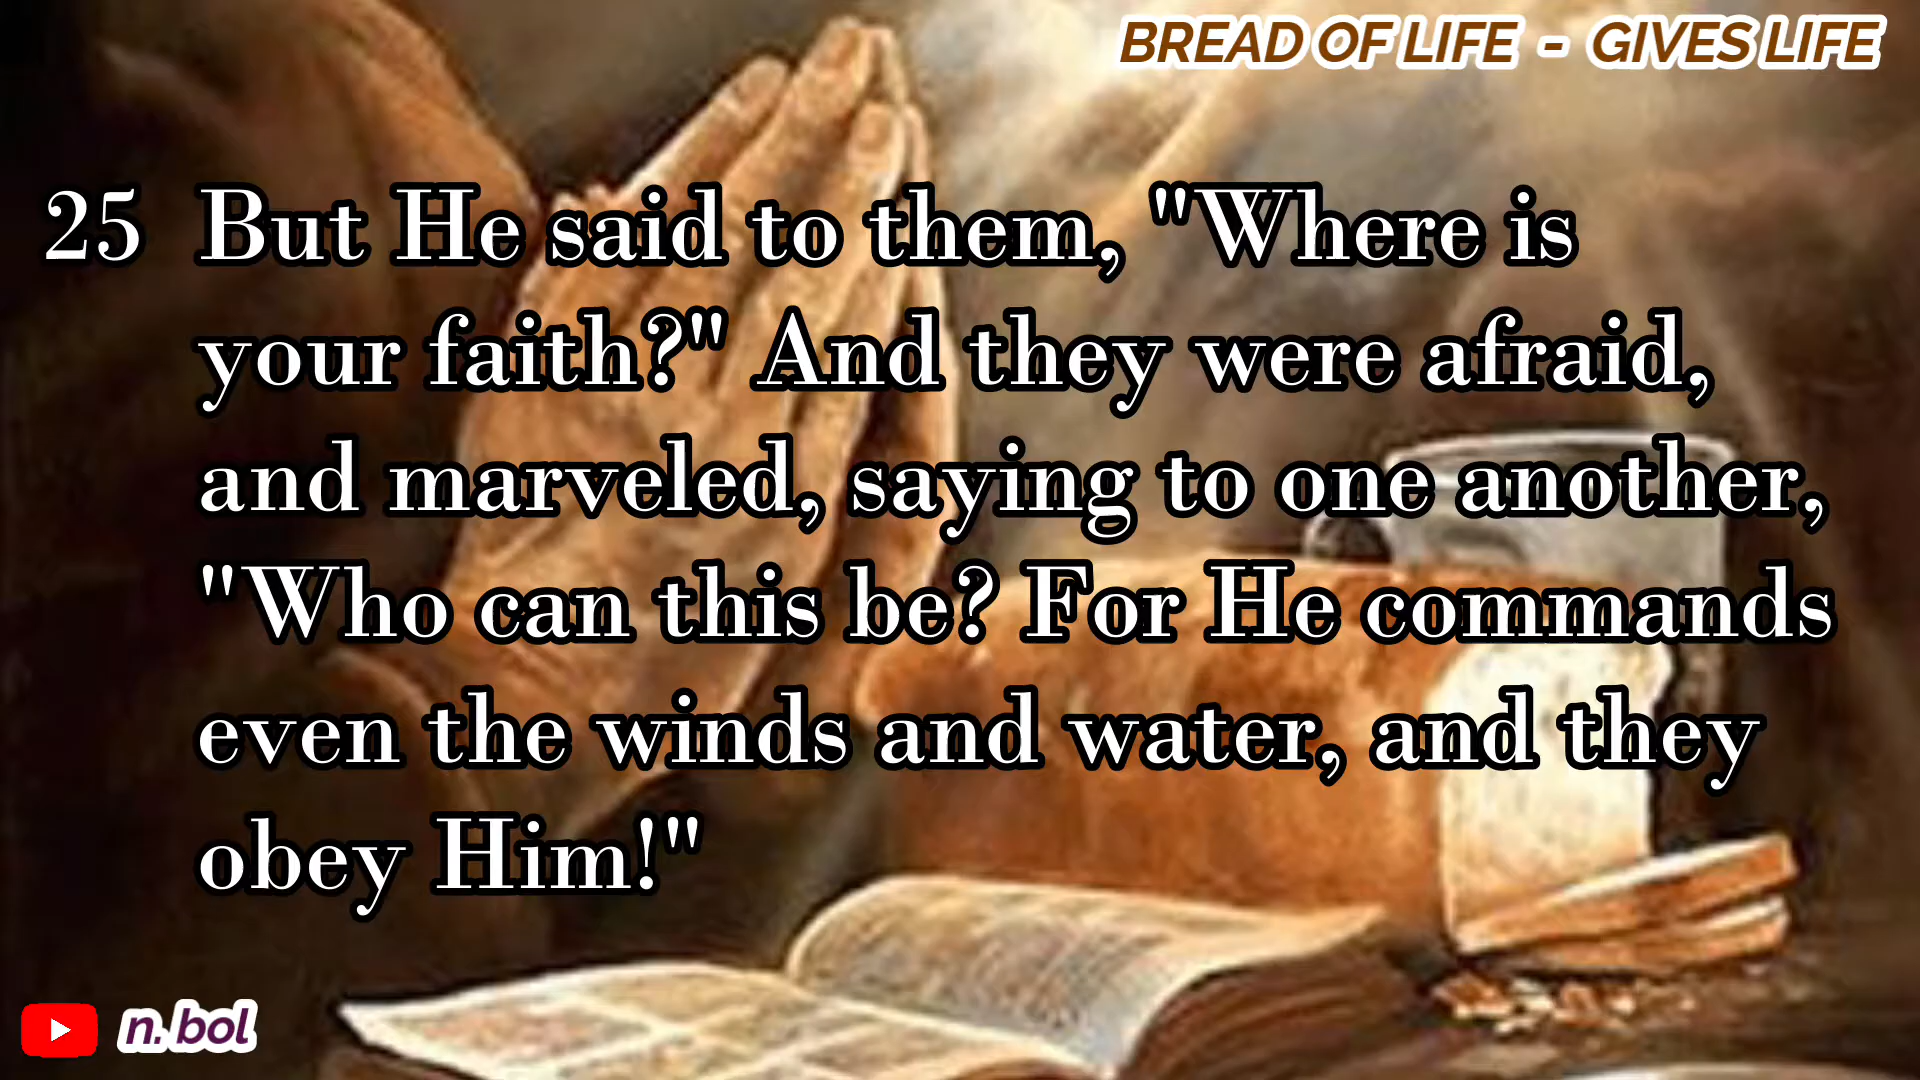 BREAD OF LIFE - GIVES LIFE
25 But He said to them, "Where is
your faith?" And they were afraid,
and marveled, saying to one another,
"Who can this be? For He commands
even the winds and water, and they
obey Him!"
n. bol